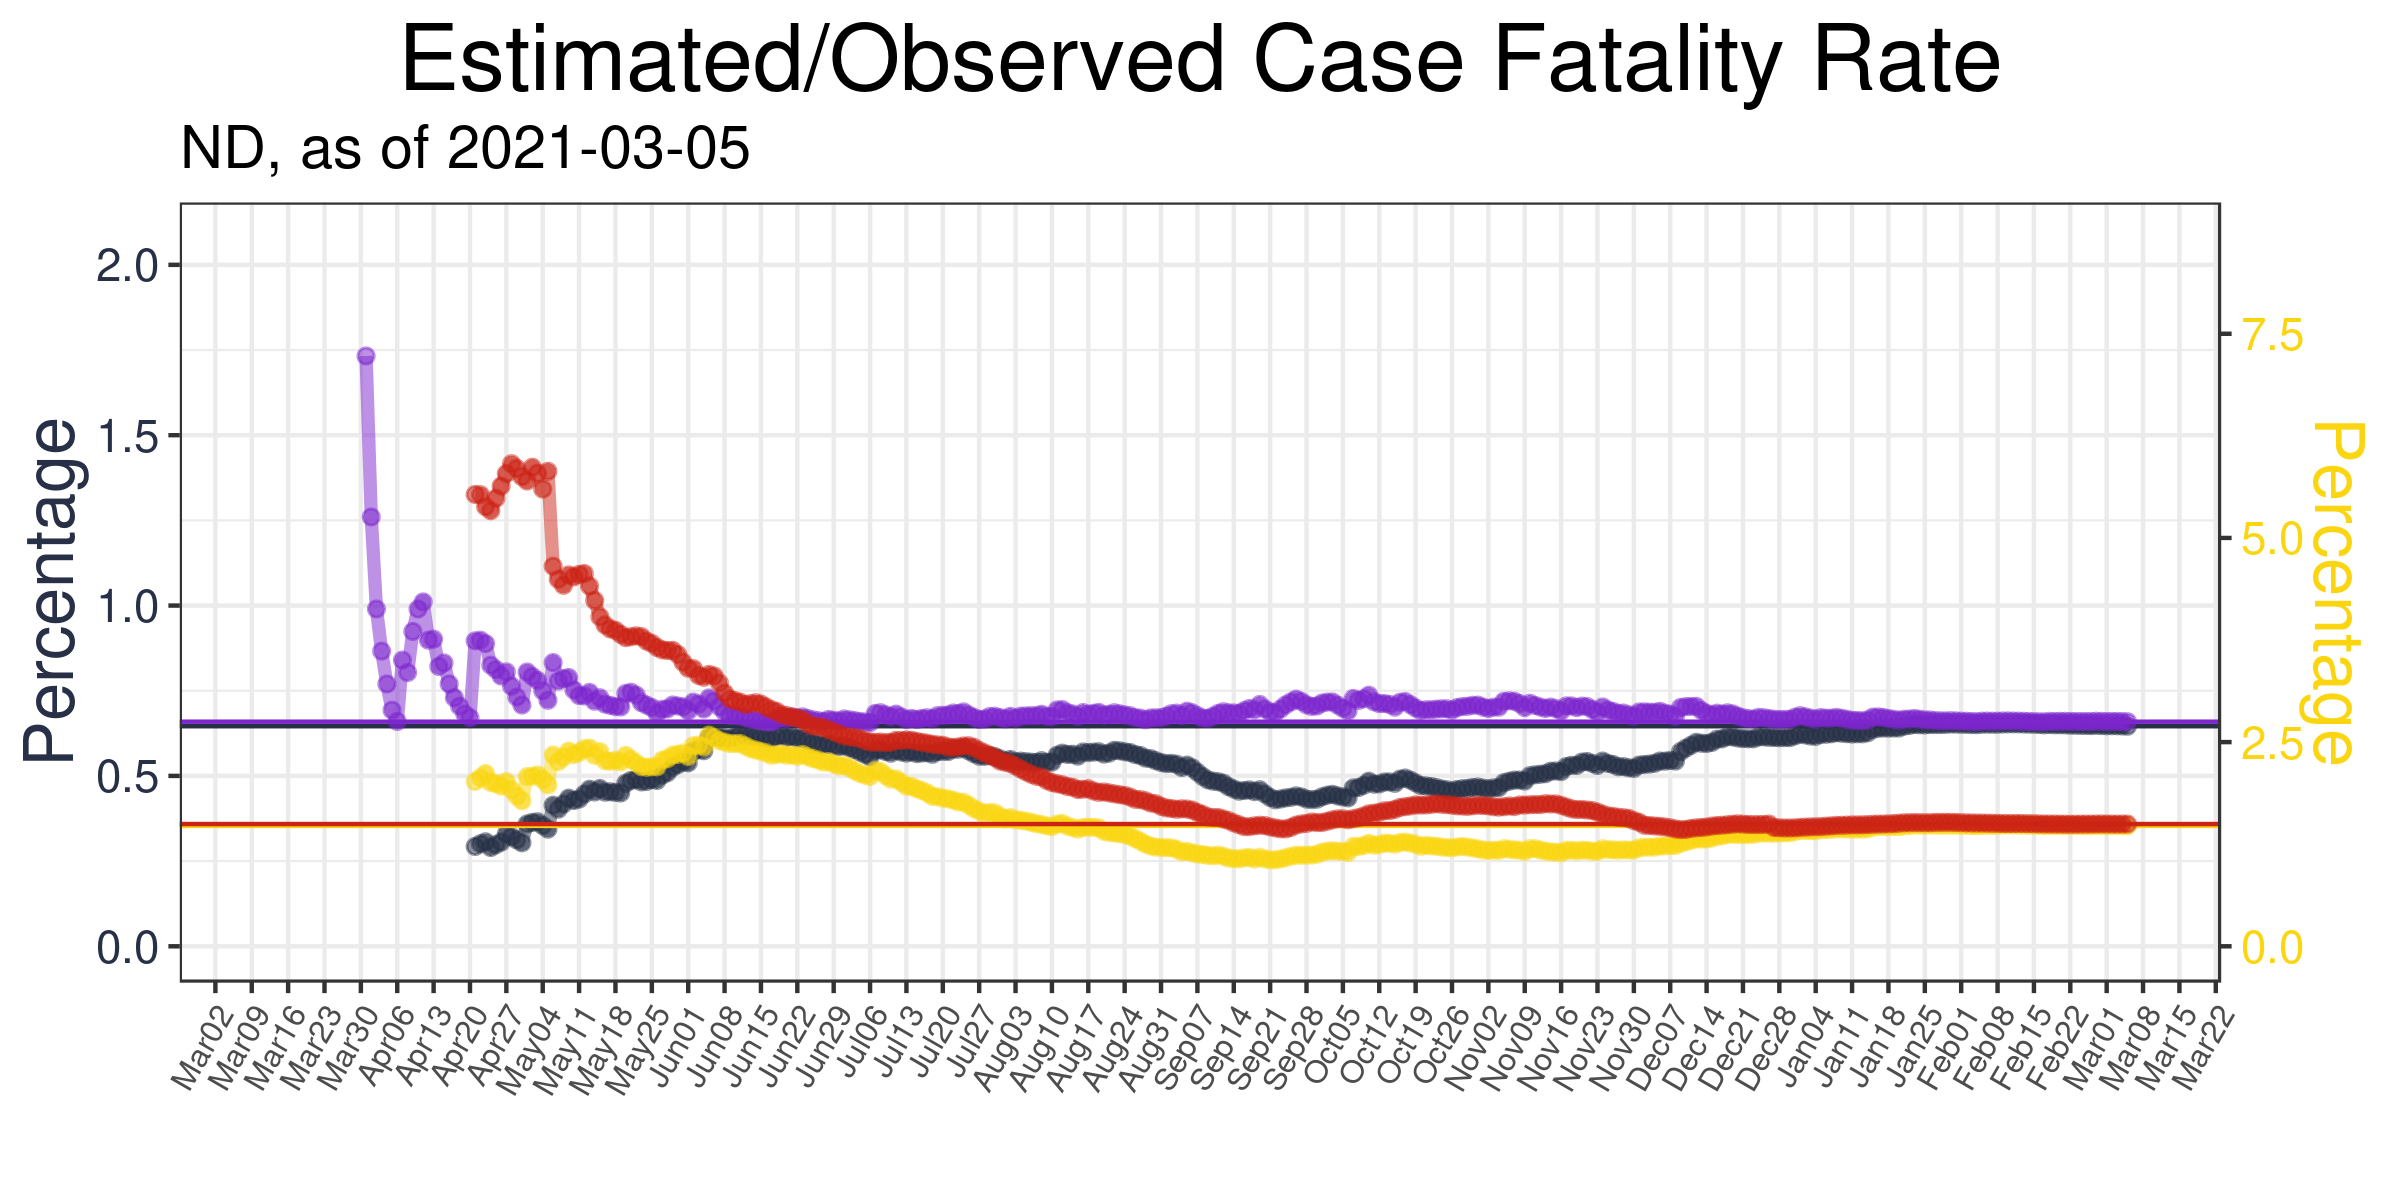 Estimated/Observed Case Fatality Rate
ND, as of 2021-03-05
Percentage
2.0
1.5
1.0
0.5
0.0
7.5
5.0
2.5
0.0
Percentage
Mar02 Mar09 Mar16 Mar23 Mar30 Apr06 Apr13 Apr20 Apr27 May04 May11 May18 May25 Jun01 Jun08 Jun15 Jun22 Jun29 Jul06 Jul13 Jul20 Jul27 Aug03 Aug10 Aug17 Aug24 Aug31 Sep07 Sep14 Sep21 Sep28 Oct05 Oct12 Oct19 Oct26 Nov02 Nov09 Nov16 Nov23 Nov30 Dec07 Dec14 Dec21 Dec28 Jan04 Jan11 Jan18 Jan25 Feb01 Feb08 Feb15 Feb22 Mar01 Mar08 Mar15 Mar22